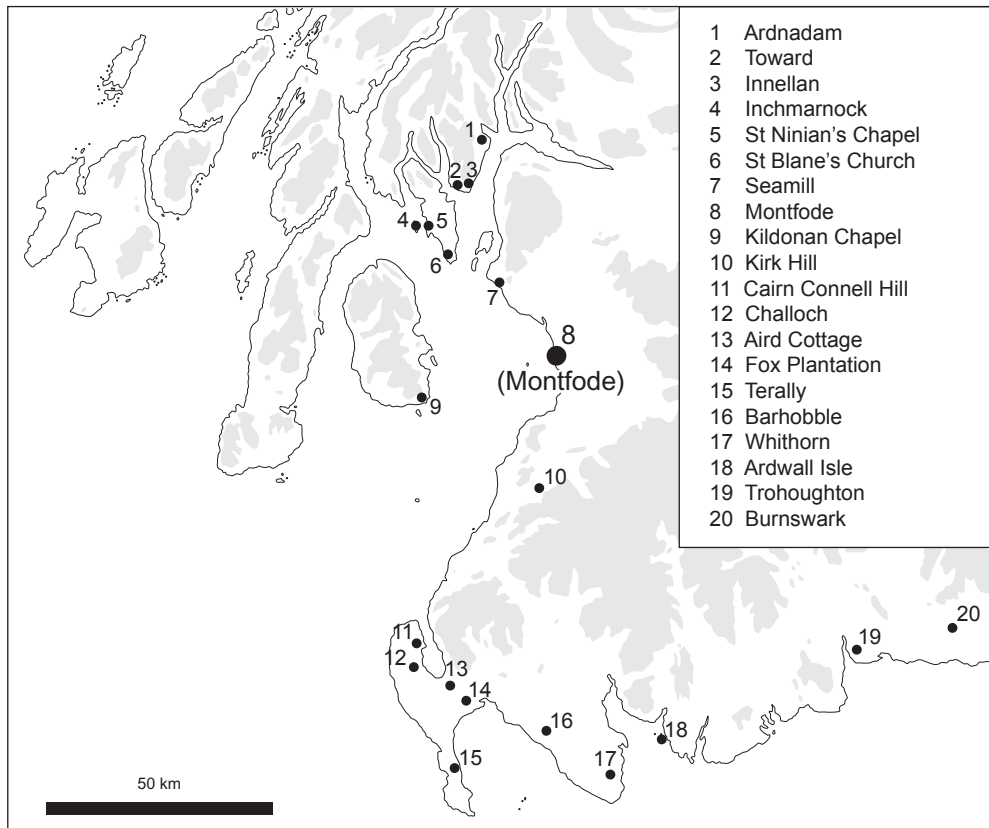 1 Ardnadam
2 Toward
3 Innellan
4 Inchmarnock
5 St Ninian's Chapel
6 St Blane's Church
7 Seamill
8 Montfode
9 Kildonan Chapel
10 Kirk Hill
11 Cairn Connell Hill
12 Challoch
13 Aird Cottage
14 Fox Plantation
15 Terally
16 Barhobble
17 Whithorn
18 Ardwall Isle
19 Trohoughton
20 Burnswark
1
2 3
4 5
6
7
8
(Montfode)
9
10
11
12
13
14
15
16
17
18
19
20
50 km